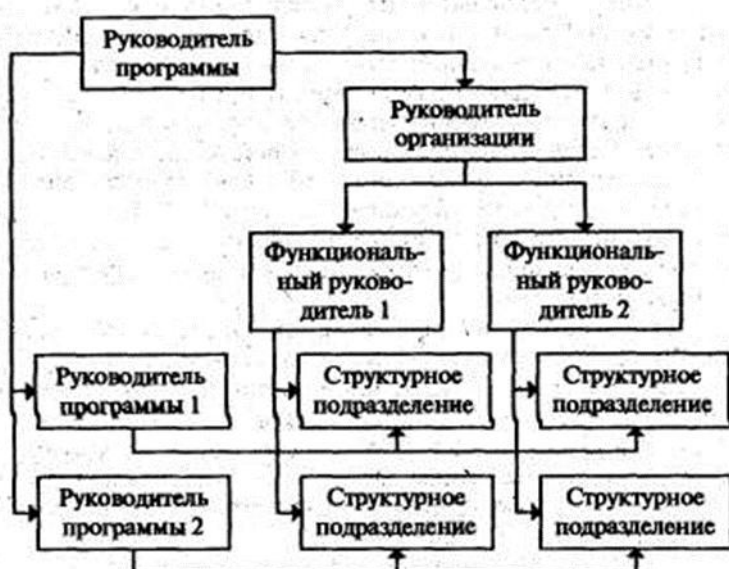 Руководитель
программы
Руководитель
организации
Функциональ-
ный руково-
дитель 1
Функциональ-
ный руково-
дитель 2
Руководитель
программы 1
Структурное
подразделение
Структурное
подразделение
Руководитель
программы 2
Структурное
подразделение
Структурное
подразделение